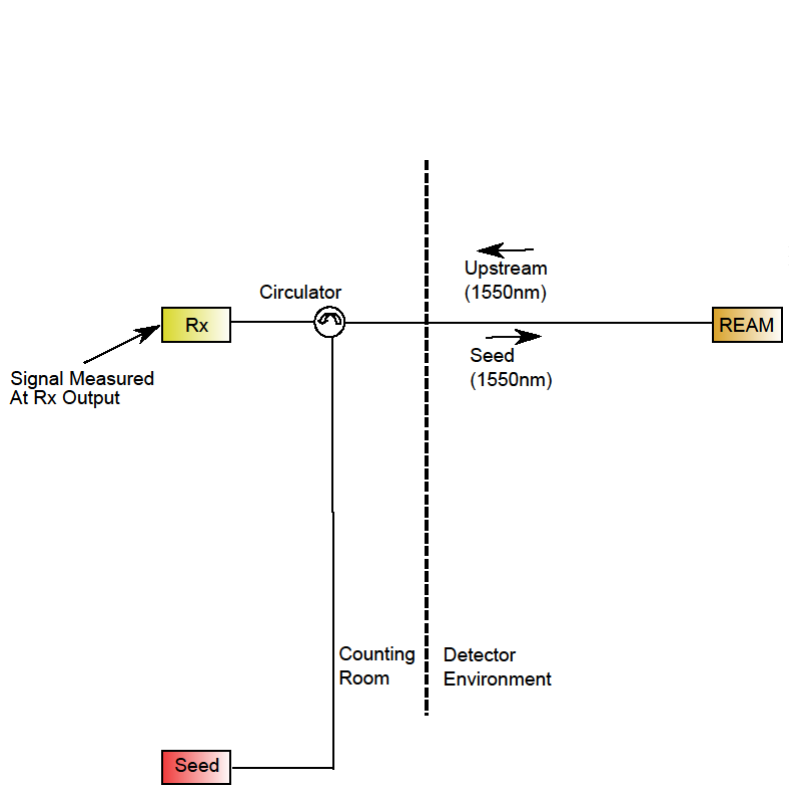 Upstream
(1550nm)
Circulator
Rx
REAM
Seed
(1550nm)
Signal Measured
At Rx Output
Counting
Room
Detector
Environment
Seed